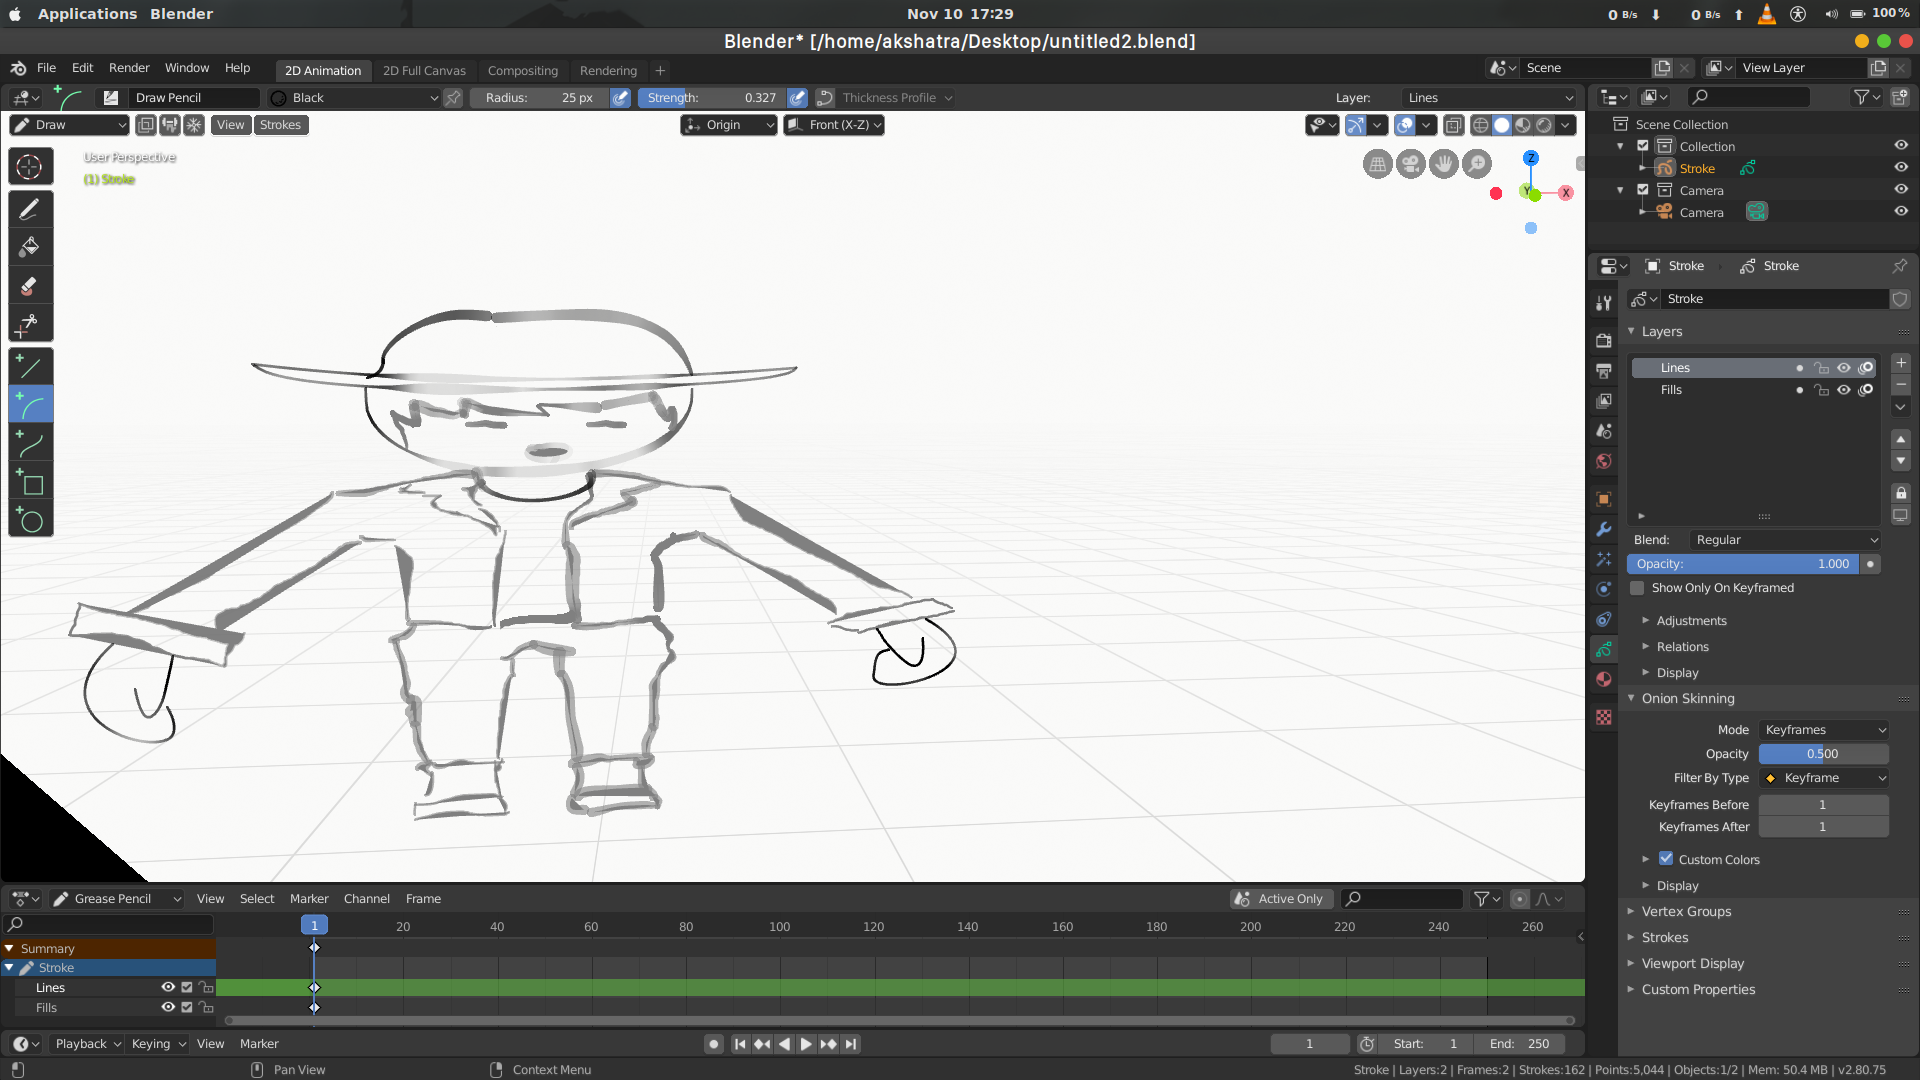 Applications Blender Nov 10 17:29 0 B/s 0 B/s 100%
Blender* [/home/akshatra/Desktop/untitled2.blend]
File Edit Render Window Help 2D Animation 2D Full Canvas Compositing Rendering + Scene View Layer
Draw Pencil Black Radius: 25 px Strength: 0.327 Thickness Profile Layer: Lines
Draw View Strokes Origin Front (X-Z)
User Perspective
(1) Stroke
Z
Y X
Scene Collection
Collection
Stroke
Camera
Camera
Stroke Stroke
Stroke
Layers
Lines
Fills
Blend: Regular
Opacity: 1.000
Show Only On Keyframed
Adjustments
Relations
Display
Onion Skinning
Mode Keyframes
Opacity 0.500
Filter By Type Keyframe
Keyframes Before 1
Keyframes After 1
Custom Colors
Display
Vertex Groups
Strokes
Viewport Display
Custom Properties
Grease Pencil View Select Marker Channel Frame Active Only
1 20 40 60 80 100 120 140 160 180 200 220 240 260
Summary
Stroke
Lines
Fills
Playback Keying View Marker 1 Start: 1 End: 250
Pan View Context Menu Stroke | Layers:2 | Frames:2 | Strokes:162 | Points:5,044 | Objects:1/2 | Mem: 50.4 MB | v2.80.75